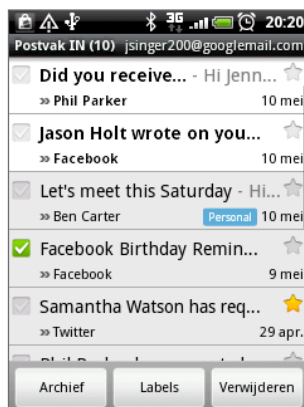 3G 20:20
Postvak IN (10) jsinger200@googlemail.com
Did you receive... - Hi Jenn...
» Phil Parker 10 mei
Jason Holt wrote on you...
» Facebook 10 mei
Let's meet this Saturday - Hi...
» Ben Carter Personal 10 mei
Facebook Birthday Remin...
» Facebook 9 mei
Samantha Watson has req...
» Twitter 29 apr.
Archief Labels Verwijderen